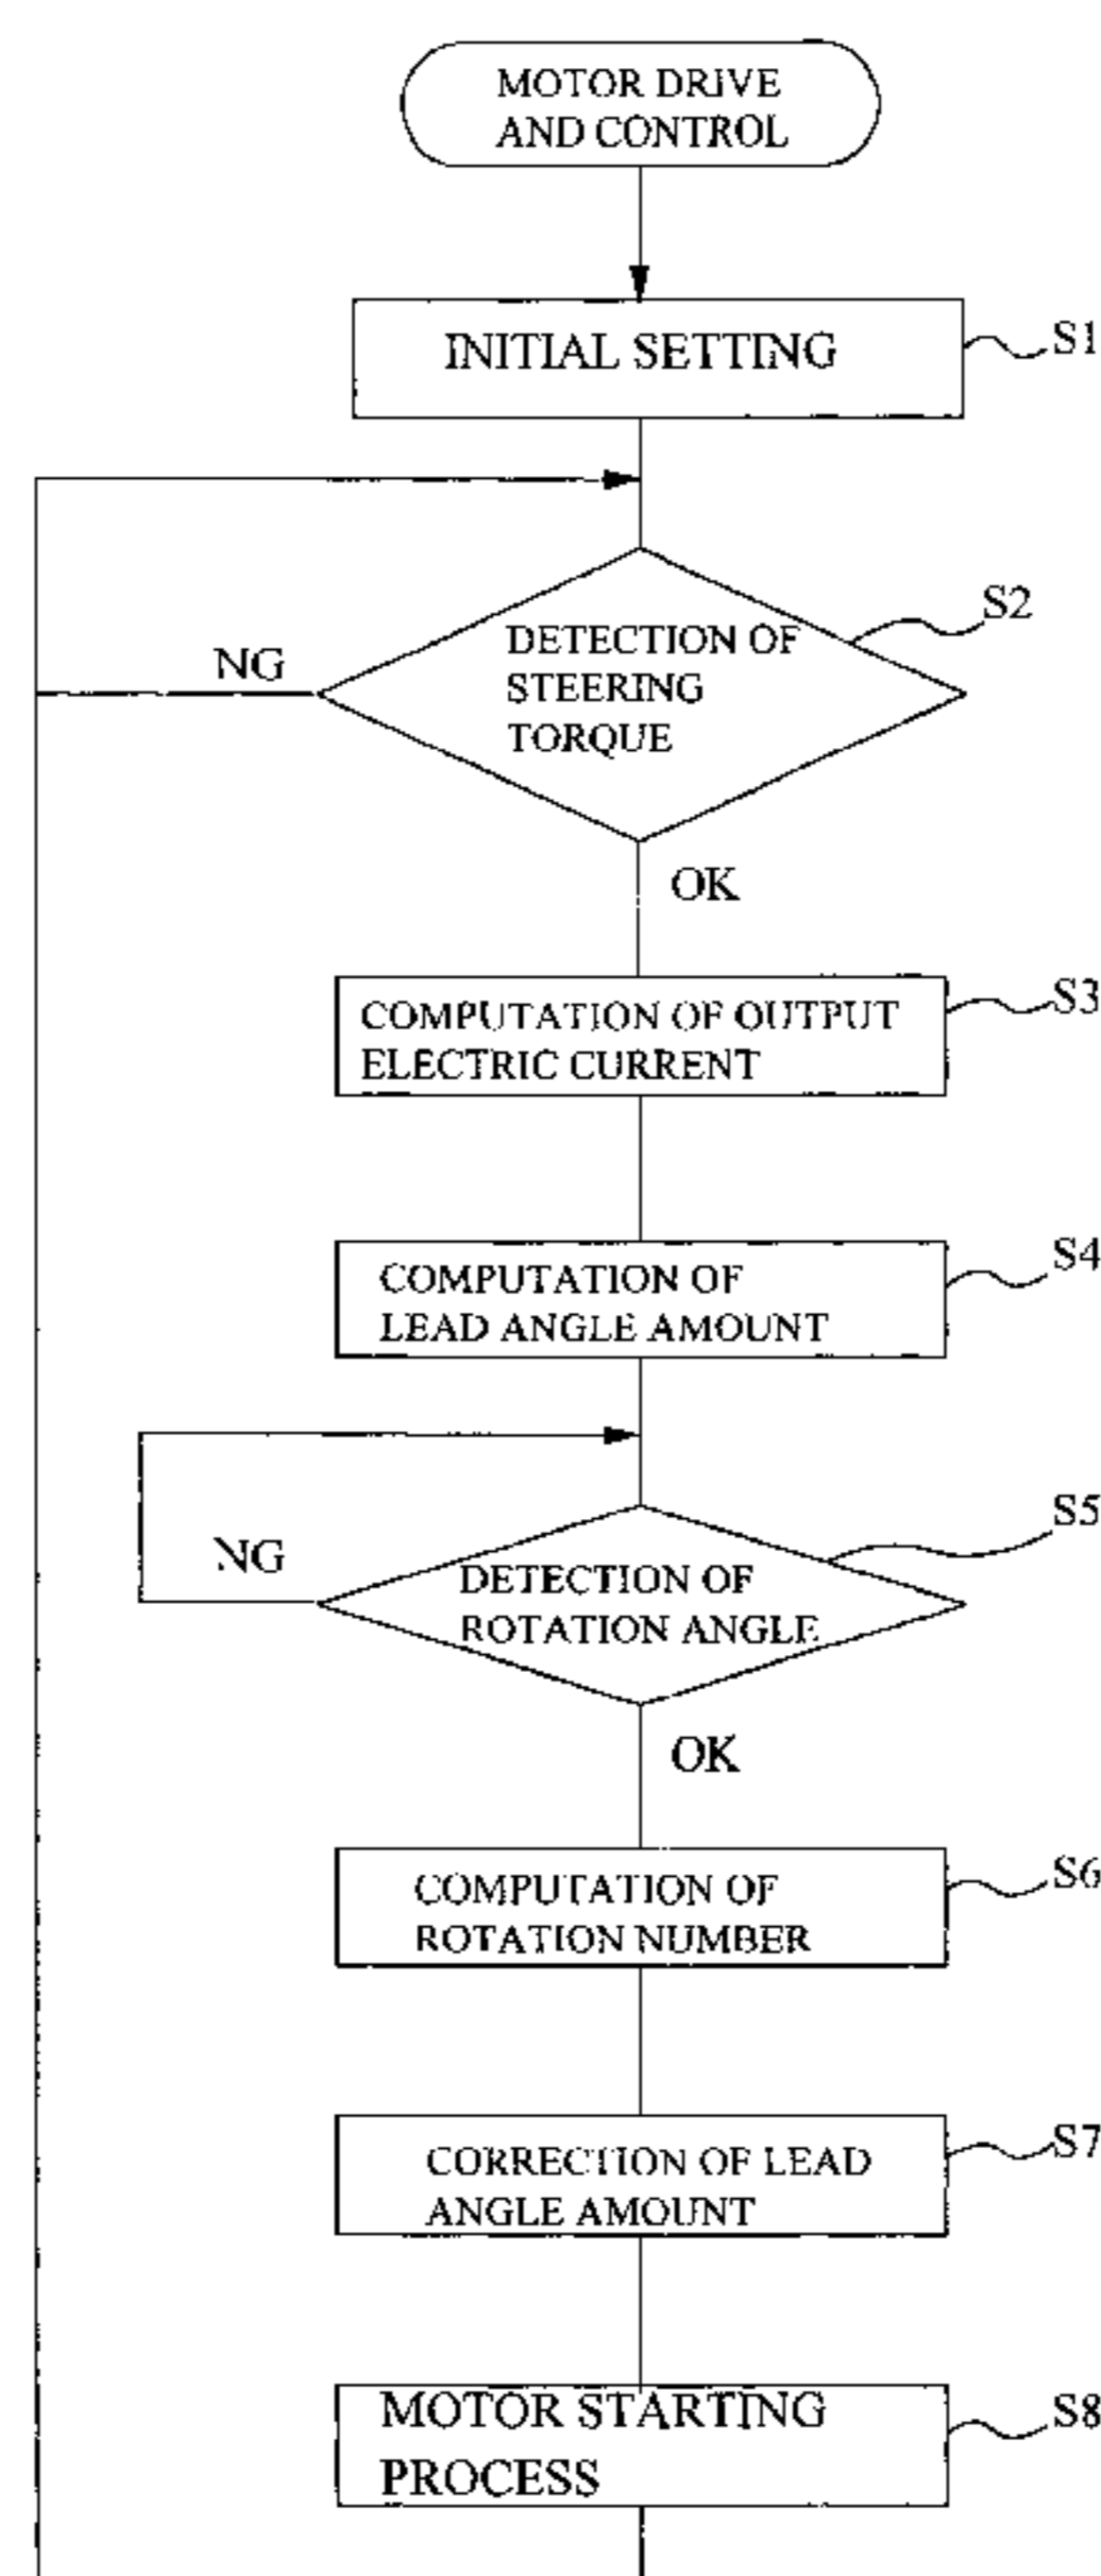 MOTOR DRIVE
AND CONTROL
INITIAL SETTING
S1
S2
NG
DETECTION OF
STEERING
TORQUE
OK
S3
COMPUTATION OF OUTPUT
ELECTRIC CURRENT
S4
COMPUTATION OF
LEAD ANGLE AMOUNT
S5
NG
DETECTION OF
ROTATION ANGLE
OK
S6
COMPUTATION OF
ROTATION NUMBER
S7
CORRECTION OF LEAD
ANGLE AMOUNT
S8
MOTOR STARTING
PROCESS